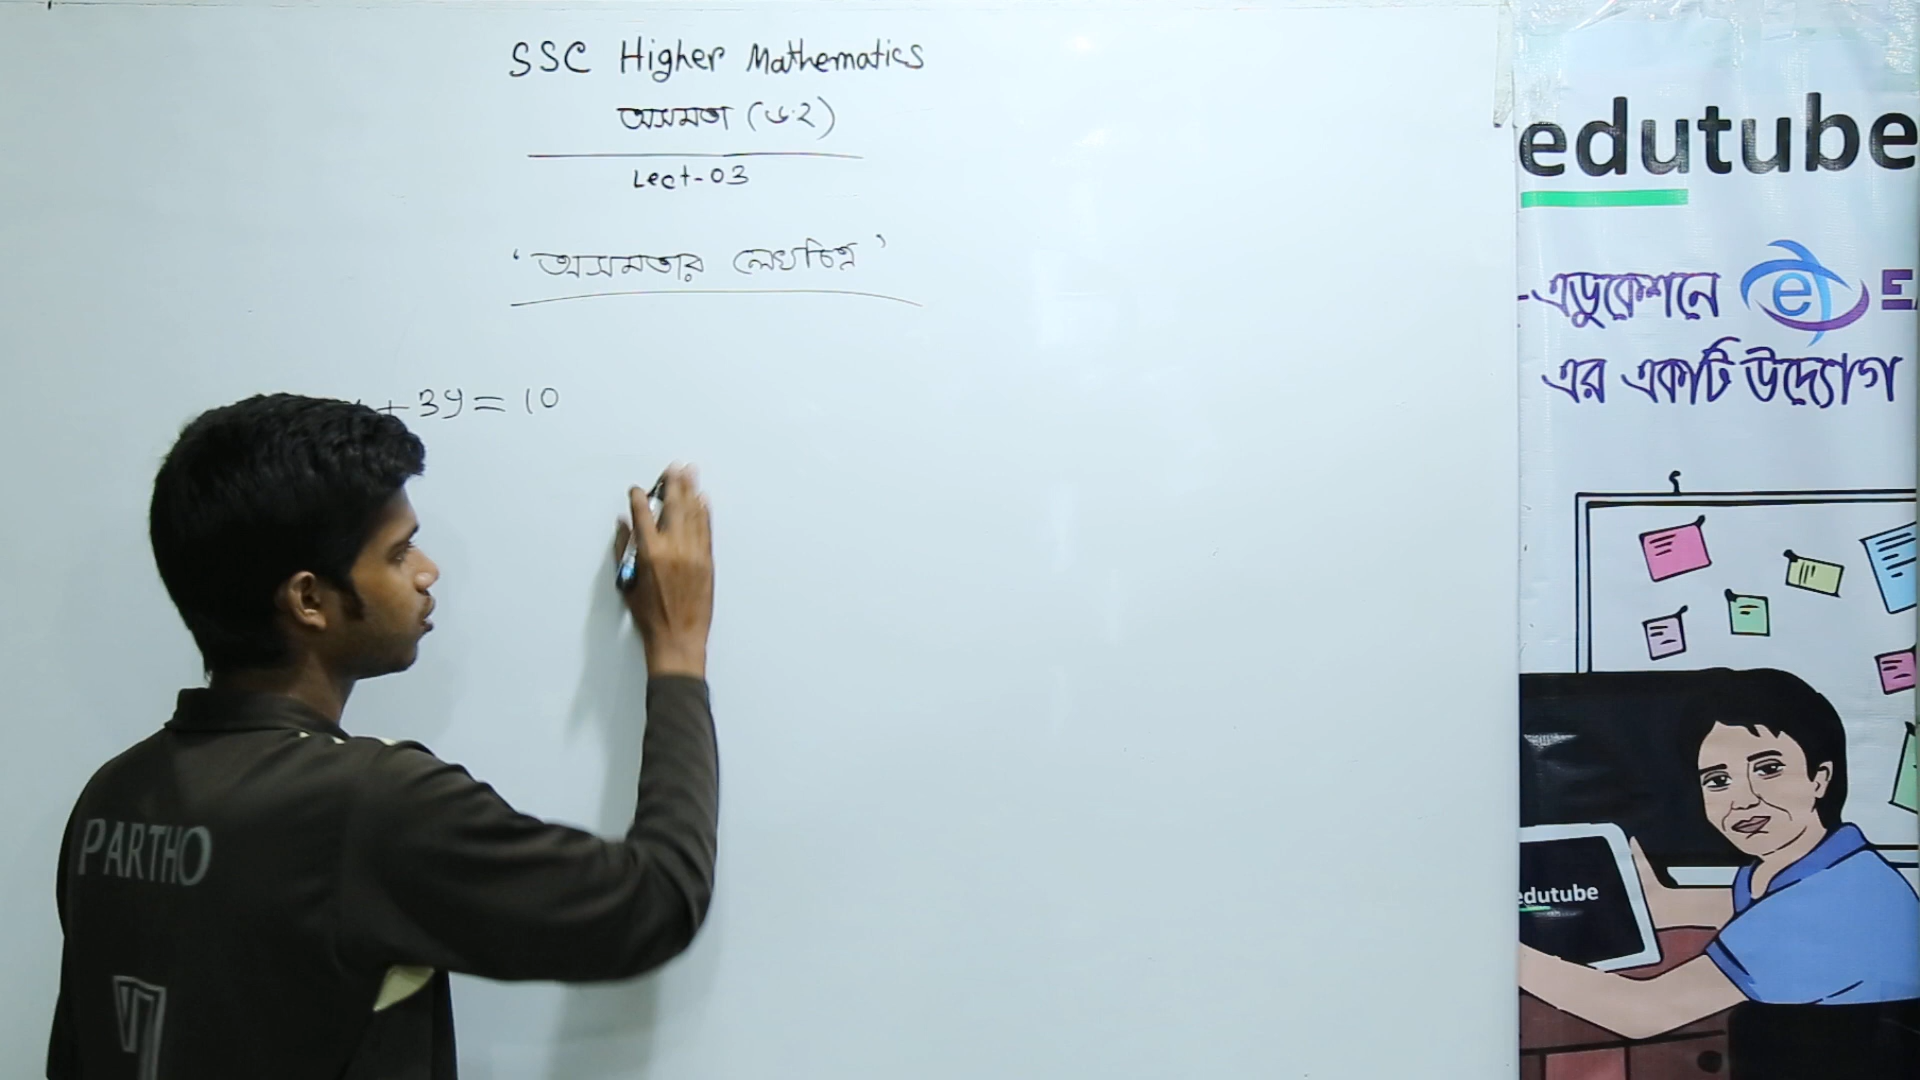 SSC Higher Mathematics
অসমতা (৬.২)
Lect-03
‘অসমতার লেখচিত্র’
+3y = 10
PARTHO
7
edutube
-এডুকেশনে e
এর একটি উদ্যোগ
edutube